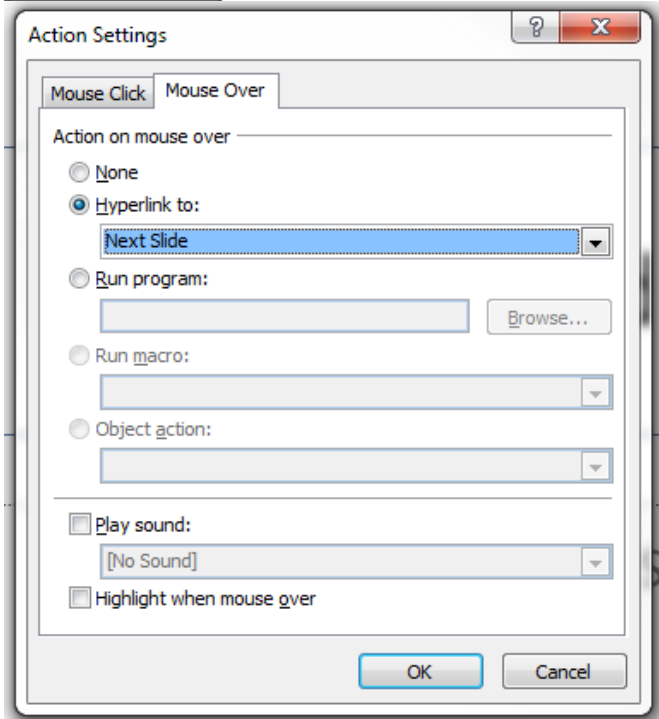 Action Settings
Mouse Click Mouse Over
Action on mouse over
None
Hyperlink to:
Next Slide
Run program:
Browse...
Run macro:
Object action:
Play sound:
[No Sound]
Highlight when mouse over
OK Cancel